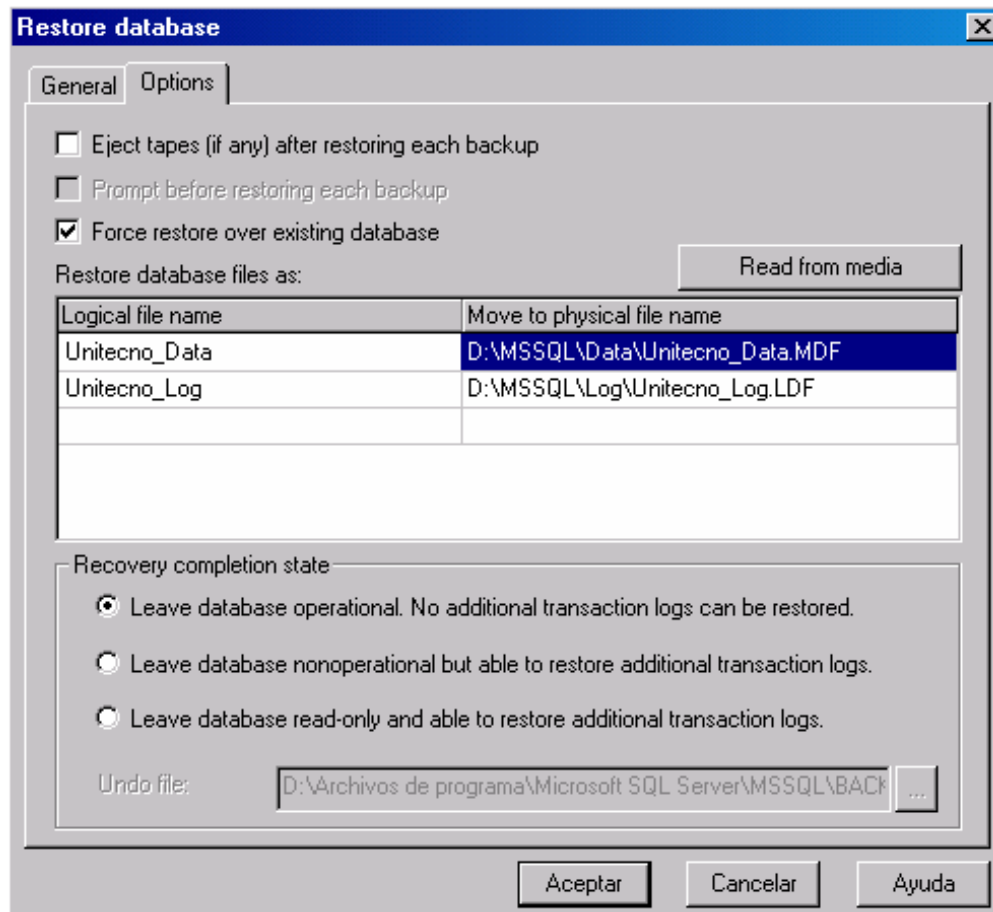 Restore database
General Options
Eject tapes (if any) after restoring each backup
Prompt before restoring each backup
Force restore over existing database
Restore database files as:
Read from media
Logical file name Move to physical file name
Unitecno_Data D:\MSSQL\Data\Unitecno_Data.MDF
Unitecno_Log D:\MSSQL\Log\Unitecno_Log.LDF
Recovery completion state
Leave database operational. No additional transaction logs can be restored.
Leave database nonoperational but able to restore additional transaction logs.
Leave database read-only and able to restore additional transaction logs.
Undo file: D:\Archivos de programa\Microsoft SQL Server\MSSQL\BACK ...
Aceptar Cancelar Ayuda